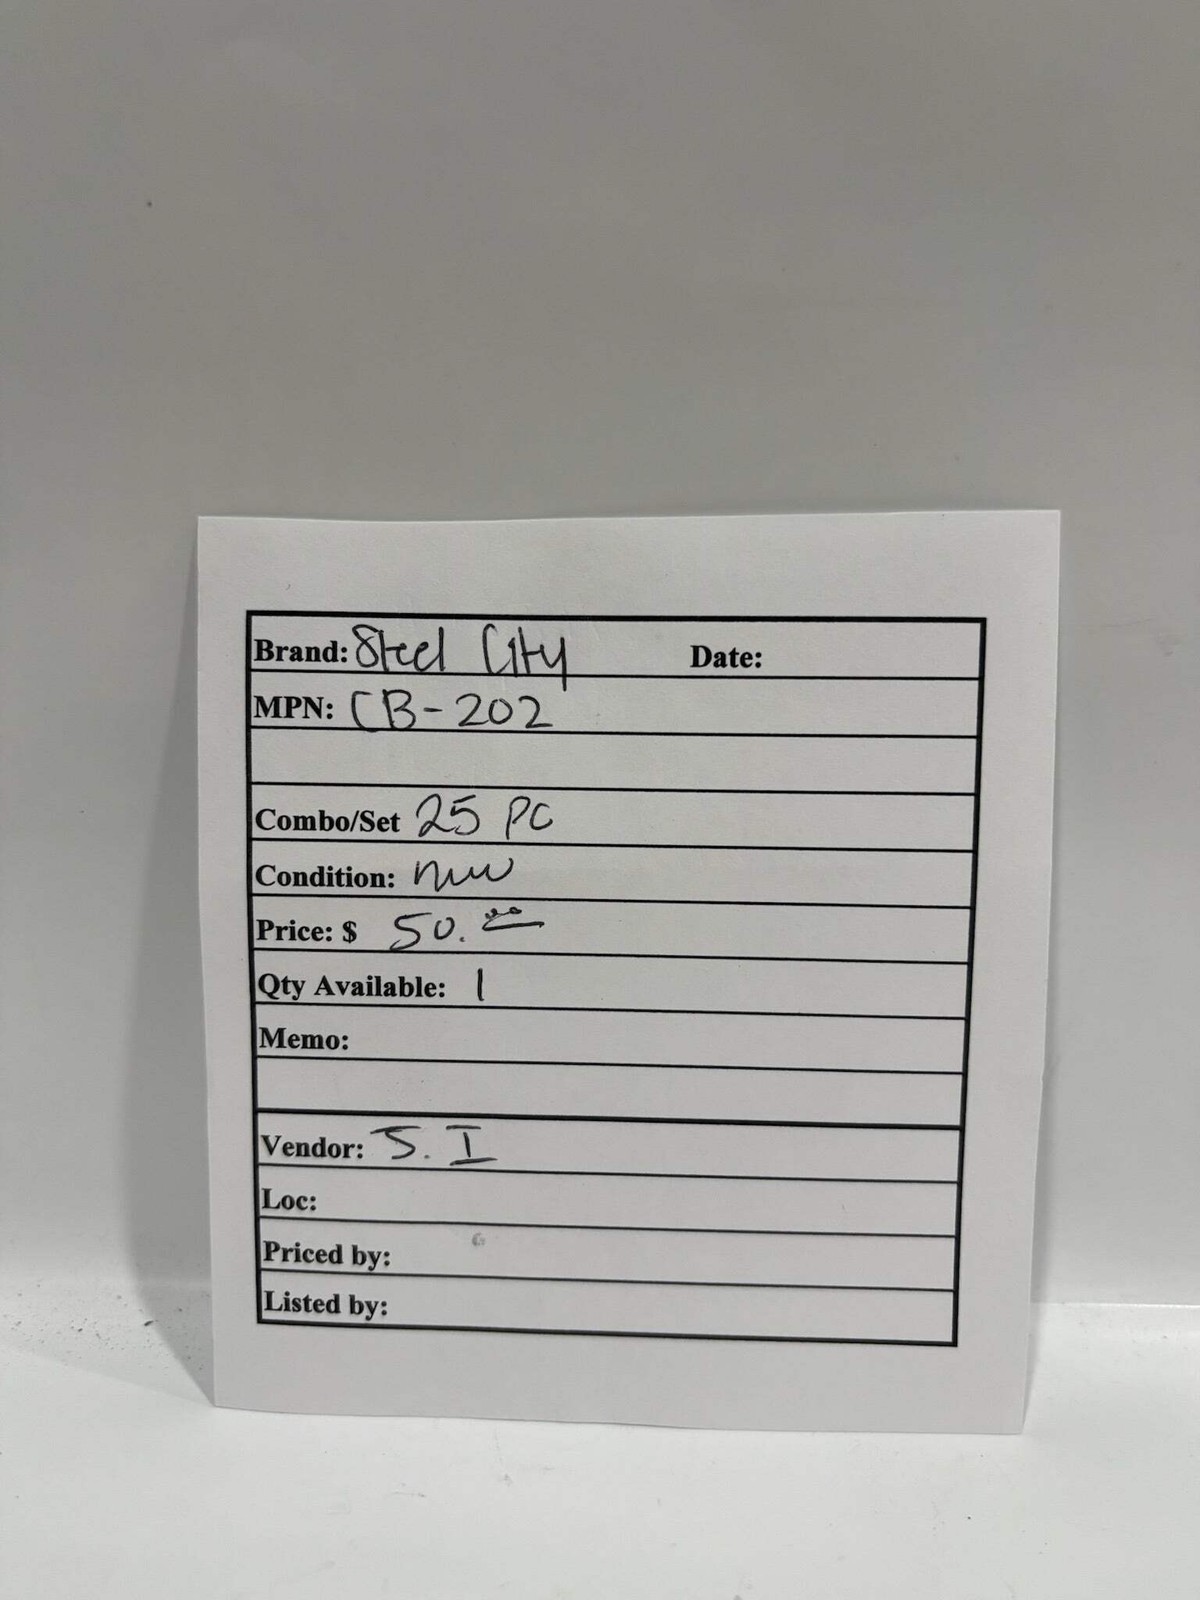 Brand: Steel City Date:
MPN: CB-202
Combo/Set 25 PC
Condition: new
Price: $ 50.00
Qty Available: 1
Memo:
Vendor: S. I
Loc:
Priced by:
Listed by: